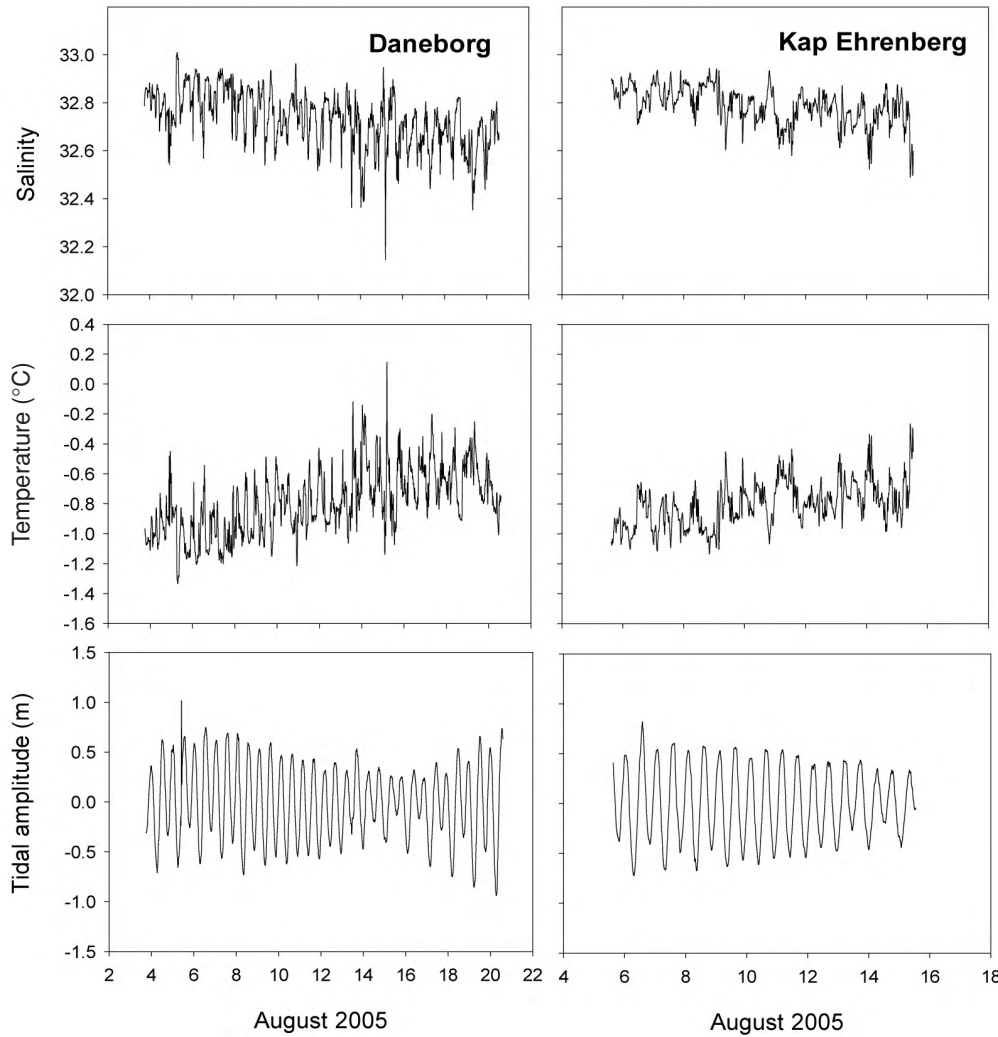 Daneborg
Kap Ehrenberg
Salinity
33.0
32.8
32.6
32.4
32.2
32.0
Temperature (°C)
0.4
0.2
0.0
-0.2
-0.4
-0.6
-0.8
-1.0
-1.2
-1.4
-1.6
Tidal amplitude (m)
1.5
1.0
0.5
0.0
-0.5
-1.0
-1.5
2 4 6 8 10 12 14 16 18 20 22
4 6 8 10 12 14 16 18
August 2005
August 2005